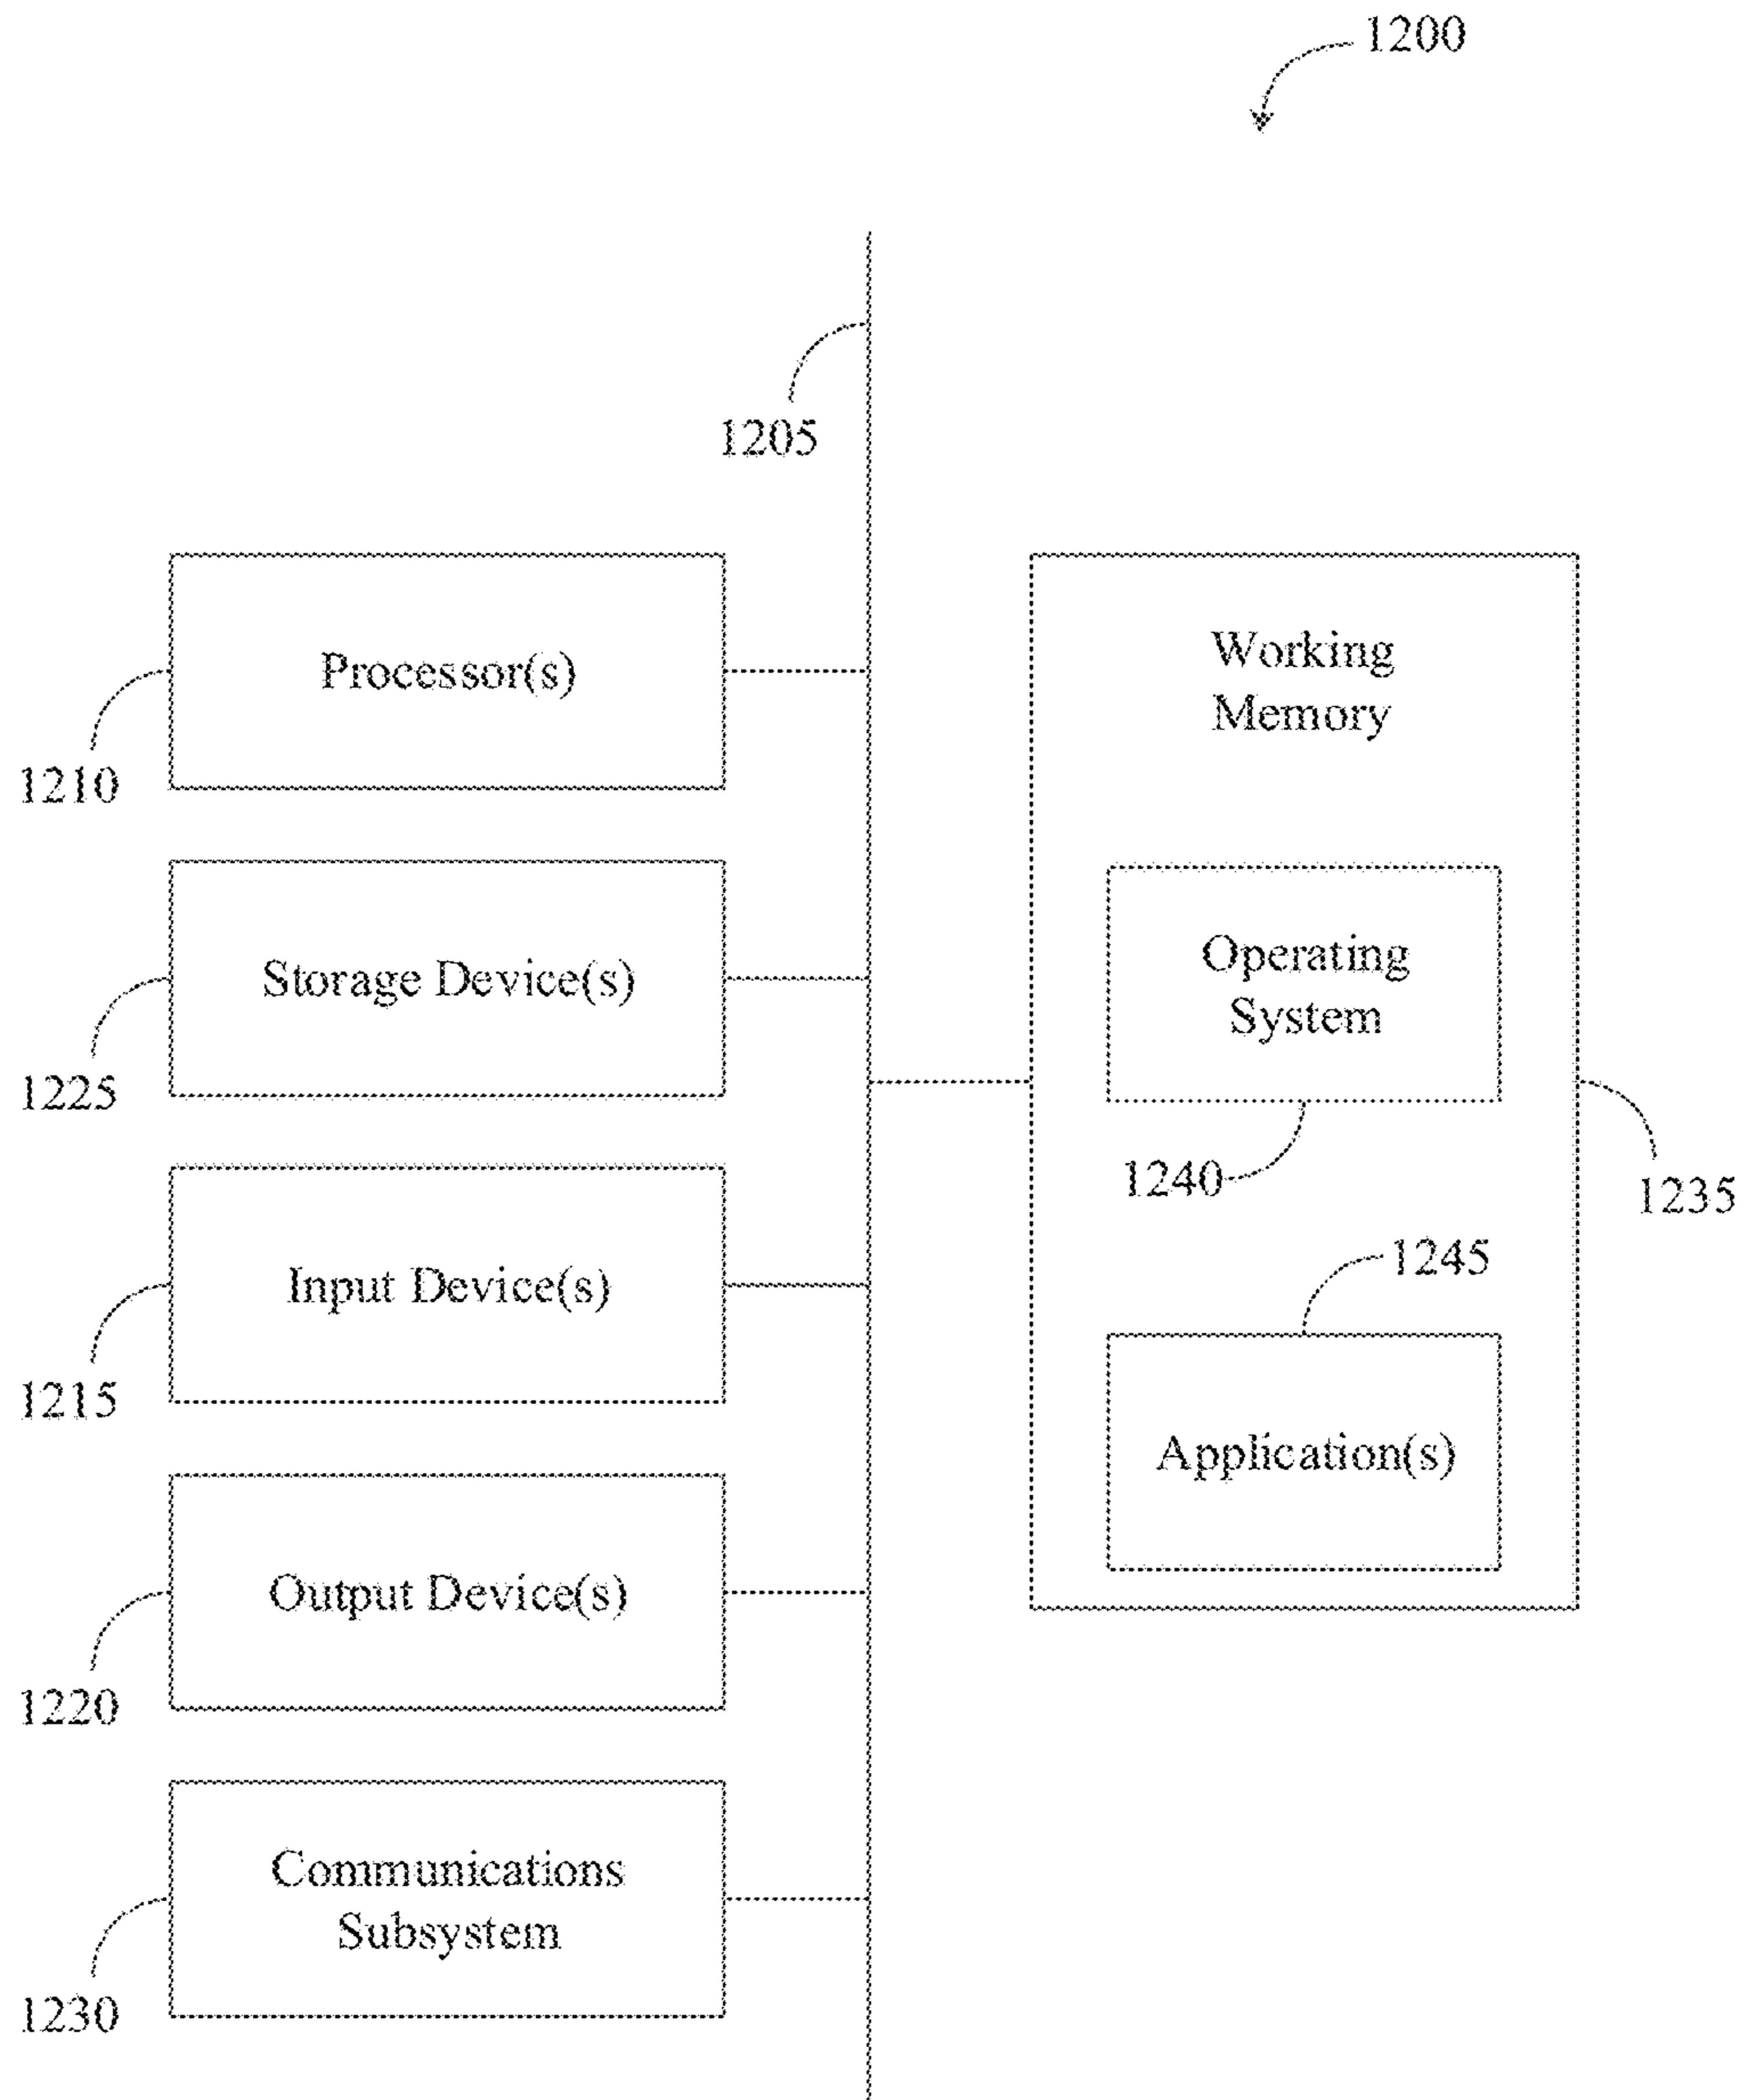 1200
1205
Processor(s)
1210
Storage Device(s)
1225
Input Device(s)
1215
Output Device(s)
1220
Communications
Subsystem
1230
Working
Memory
Operating
System
1240
1235
1245
Application(s)